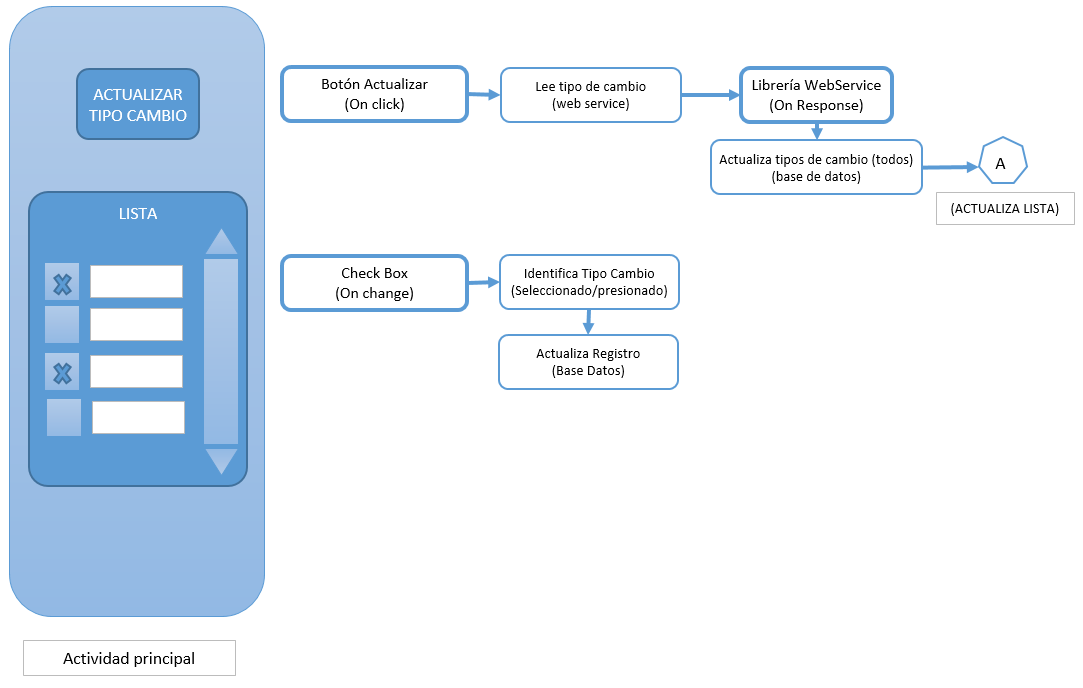 ACTUALIZAR
TIPO CAMBIO
LISTA
Actividad principal
Botón Actualizar
(On click)
Lee tipo de cambio
(web service)
Librería WebService
(On Response)
Actualiza tipos de cambio (todos)
(base de datos)
A
(ACTUALIZA LISTA)
Check Box
(On change)
Identifica Tipo Cambio
(Seleccionado/presionado)
Actualiza Registro
(Base Datos)